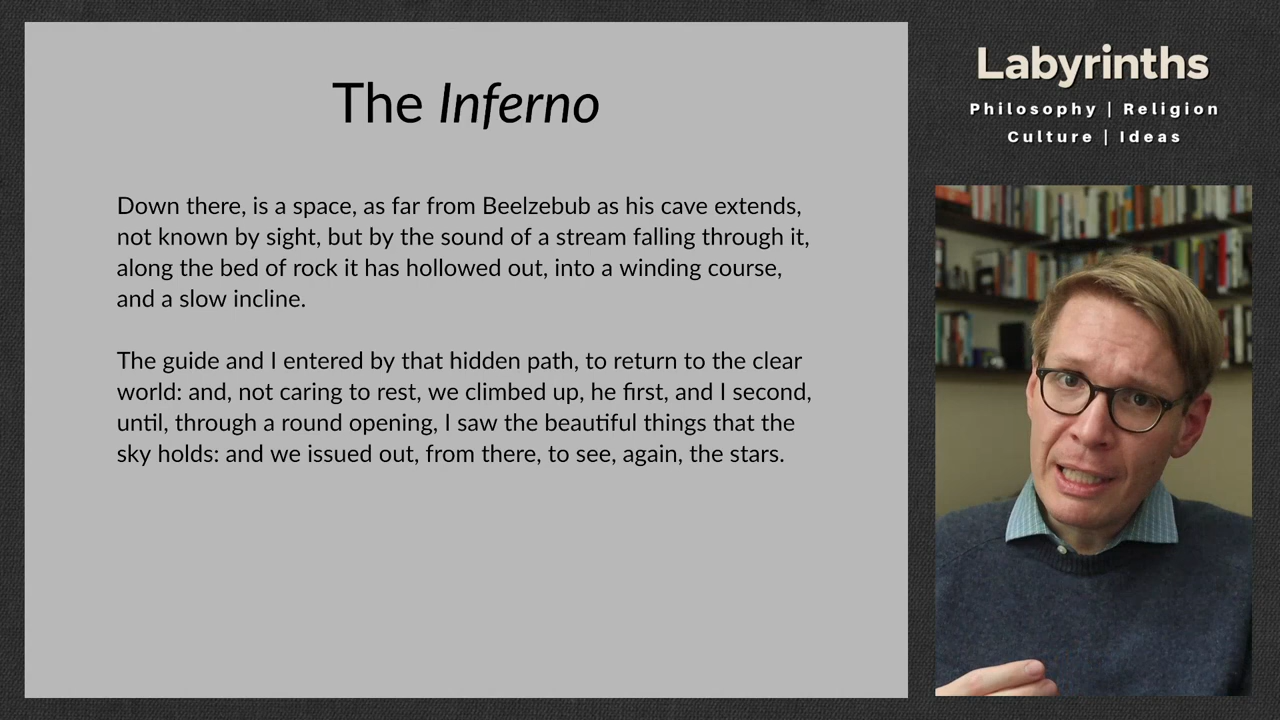 The Inferno
Down there, is a space, as far from Beelzebub as his cave extends,
not known by sight, but by the sound of a stream falling through it,
along the bed of rock it has hollowed out, into a winding course,
and a slow incline.
The guide and I entered by that hidden path, to return to the clear
world: and, not caring to rest, we climbed up, he first, and I second,
until, through a round opening, I saw the beautiful things that the
sky holds: and we issued out, from there, to see, again, the stars.
Labyrinths
Philosophy | Religion
Culture | Ideas